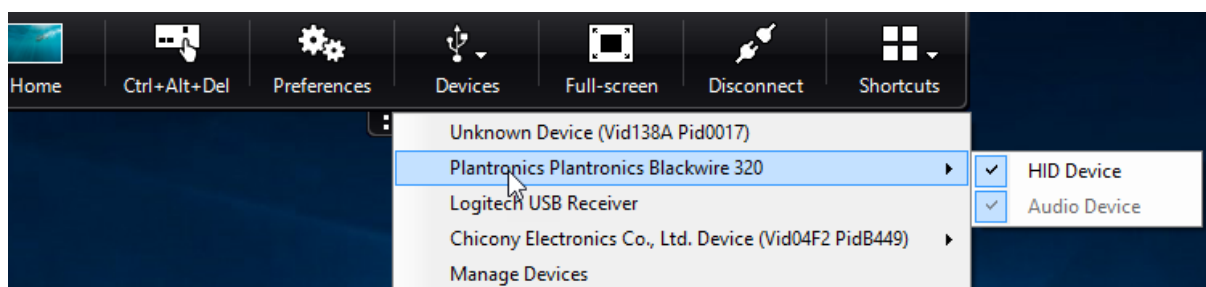 Home Ctrl+Alt+Del Preferences Devices Full-screen Disconnect Shortcuts
Unknown Device (Vid138A Pid0017)
Plantronics Plantronics Blackwire 320
HID Device
Logitech USB Receiver
Audio Device
Chicony Electronics Co., Ltd. Device (Vid04F2 PidB449)
Manage Devices